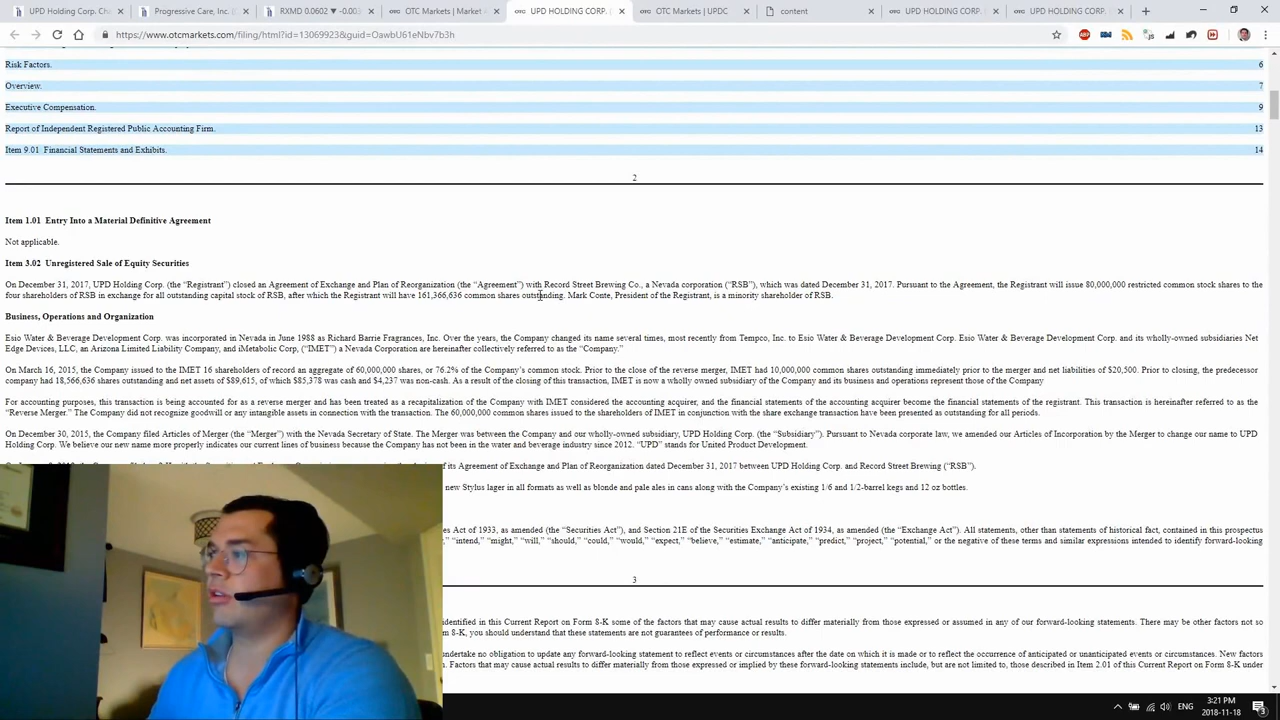 UPD Holding Corp. Cha
Progressive Care, Inc. (
RXMD 0.0602 ▼ -0.00
OTC Markets | Market
UPD HOLDING CORP. |
OTC Markets | UPDC
content
UPD HOLDING CORP. |
UPD HOLDING CORP. |
https://www.otcmarkets.com/filing/html?id=13069923&guid=OawbU61eNbv7b3h
Risk Factors. 6
Overview. 7
Executive Compensation. 9
Report of Independent Registered Public Accounting Firm. 13
Item 9.01 Financial Statements and Exhibits. 14
2
Item 1.01 Entry Into a Material Definitive Agreement
Not applicable.
Item 3.02 Unregistered Sale of Equity Securities
On December 31, 2017, UPD Holding Corp. (the “Registrant”) closed an Agreement of Exchange and Plan of Reorganization (the “Agreement”) with Record Street Brewing Co., a Nevada corporation (“RSB”), which was dated December 31, 2017. Pursuant to the Agreement, the Registrant will issue 80,000,000 restricted common stock shares to the
four shareholders of RSB in exchange for all outstanding capital stock of RSB, after which the Registrant will have 161,366,636 common shares outstanding. Mark Conte, President of the Registrant, is a minority shareholder of RSB.
Business, Operations and Organization
Esio Water & Beverage Development Corp. was incorporated in Nevada in June 1988 as Richard Barrie Fragrances, Inc. Over the years, the Company changed its name several times, most recently from Tempco, Inc. to Esio Water & Beverage Development Corp. Esio Water & Beverage Development Corp. and its wholly-owned subsidiaries Net
Edge Devices, LLC, an Arizona Limited Liability Company, and iMetabolic Corp, (“IMET”) a Nevada Corporation are hereinafter collectively referred to as the “Company.”
On March 16, 2015, the Company issued to the IMET 16 shareholders of record an aggregate of 60,000,000 shares, or 76.2% of the Company’s common stock. Prior to the close of the reverse merger, IMET had 10,000,000 common shares outstanding immediately prior to the merger and net liabilities of $20,500. Prior to closing, the predecessor
company had 18,566,636 shares outstanding and net assets of $89,615, of which $85,378 was cash and $4,237 was non-cash. As a result of the closing of this transaction, IMET is now a wholly owned subsidiary of the Company and its business and operations represent those of the Company
For accounting purposes, this transaction is being accounted for as a reverse merger and has been treated as a recapitalization of the Company with IMET considered the accounting acquirer, and the financial statements of the accounting acquirer become the financial statements of the registrant. This transaction is hereinafter referred to as the
“Reverse Merger.” The Company did not recognize goodwill or any intangible assets in connection with the transaction. The 60,000,000 common shares issued to the shareholders of IMET in conjunction with the share exchange transaction have been presented as outstanding for all periods.
On December 30, 2015, the Company filed Articles of Merger (the “Merger”) with the Nevada Secretary of State. The Merger was between the Company and our wholly-owned subsidiary, UPD Holding Corp. (the “Subsidiary”). Pursuant to Nevada corporate law, we amended our Articles of Incorporation by the Merger to change our name to UPD
Holding Corp. We believe our new name more properly indicates our current lines of business because the Company has not been in the water and beverage industry since 2012. “UPD” stands for United Product Development.
of its Agreement of Exchange and Plan of Reorganization dated December 31, 2017 between UPD Holding Corp. and Record Street Brewing (“RSB”).
new Stylus lager in all formats as well as blonde and pale ales in cans along with the Company’s existing 1/6 and 1/2-barrel kegs and 12 oz bottles.
es Act of 1933, as amended (the “Securities Act”), and Section 21E of the Securities Exchange Act of 1934, as amended (the “Exchange Act”). All statements, other than statements of historical fact, contained in this prospectus
,” “intend,” “might,” “will,” “should,” “could,” “would,” “expect,” “believe,” “estimate,” “anticipate,” “predict,” “project,” “potential,” or the negative of these terms and similar expressions intended to identify forward-looking
3
identified in this Current Report on Form 8-K some of the factors that may cause actual results to differ materially from those expressed or assumed in any of our forward-looking statements. There may be other factors not so
m 8-K, you should understand that these statements are not guarantees of performance or results.
undertake no obligation to update any forward-looking statement to reflect events or circumstances after the date on which it is made or to reflect the occurrence of anticipated or unanticipated events or circumstances. New factors
. Factors that may cause actual results to differ materially from those expressed or implied by these forward-looking statements include, but are not limited to, those described in Item 2.01 of this Current Report on Form 8-K under
ENG
3:21 PM
2018-11-18
3